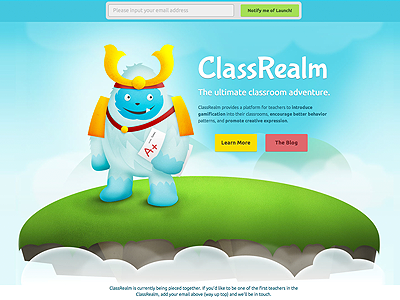 Please input your email address
Notify me of Launch!
ClassRealm
The ultimate classroom adventure.
ClassRealm provides a platform for teachers to introduce
gamification into their classrooms, encourage better behavior
patterns, and promote creative expression.
Learn More
The Blog
A+
ClassRealm is currently being pieced together. If you'd like to be one of the first teachers in the
ClassRealm, add your email above (way up top) and we'll be in touch.